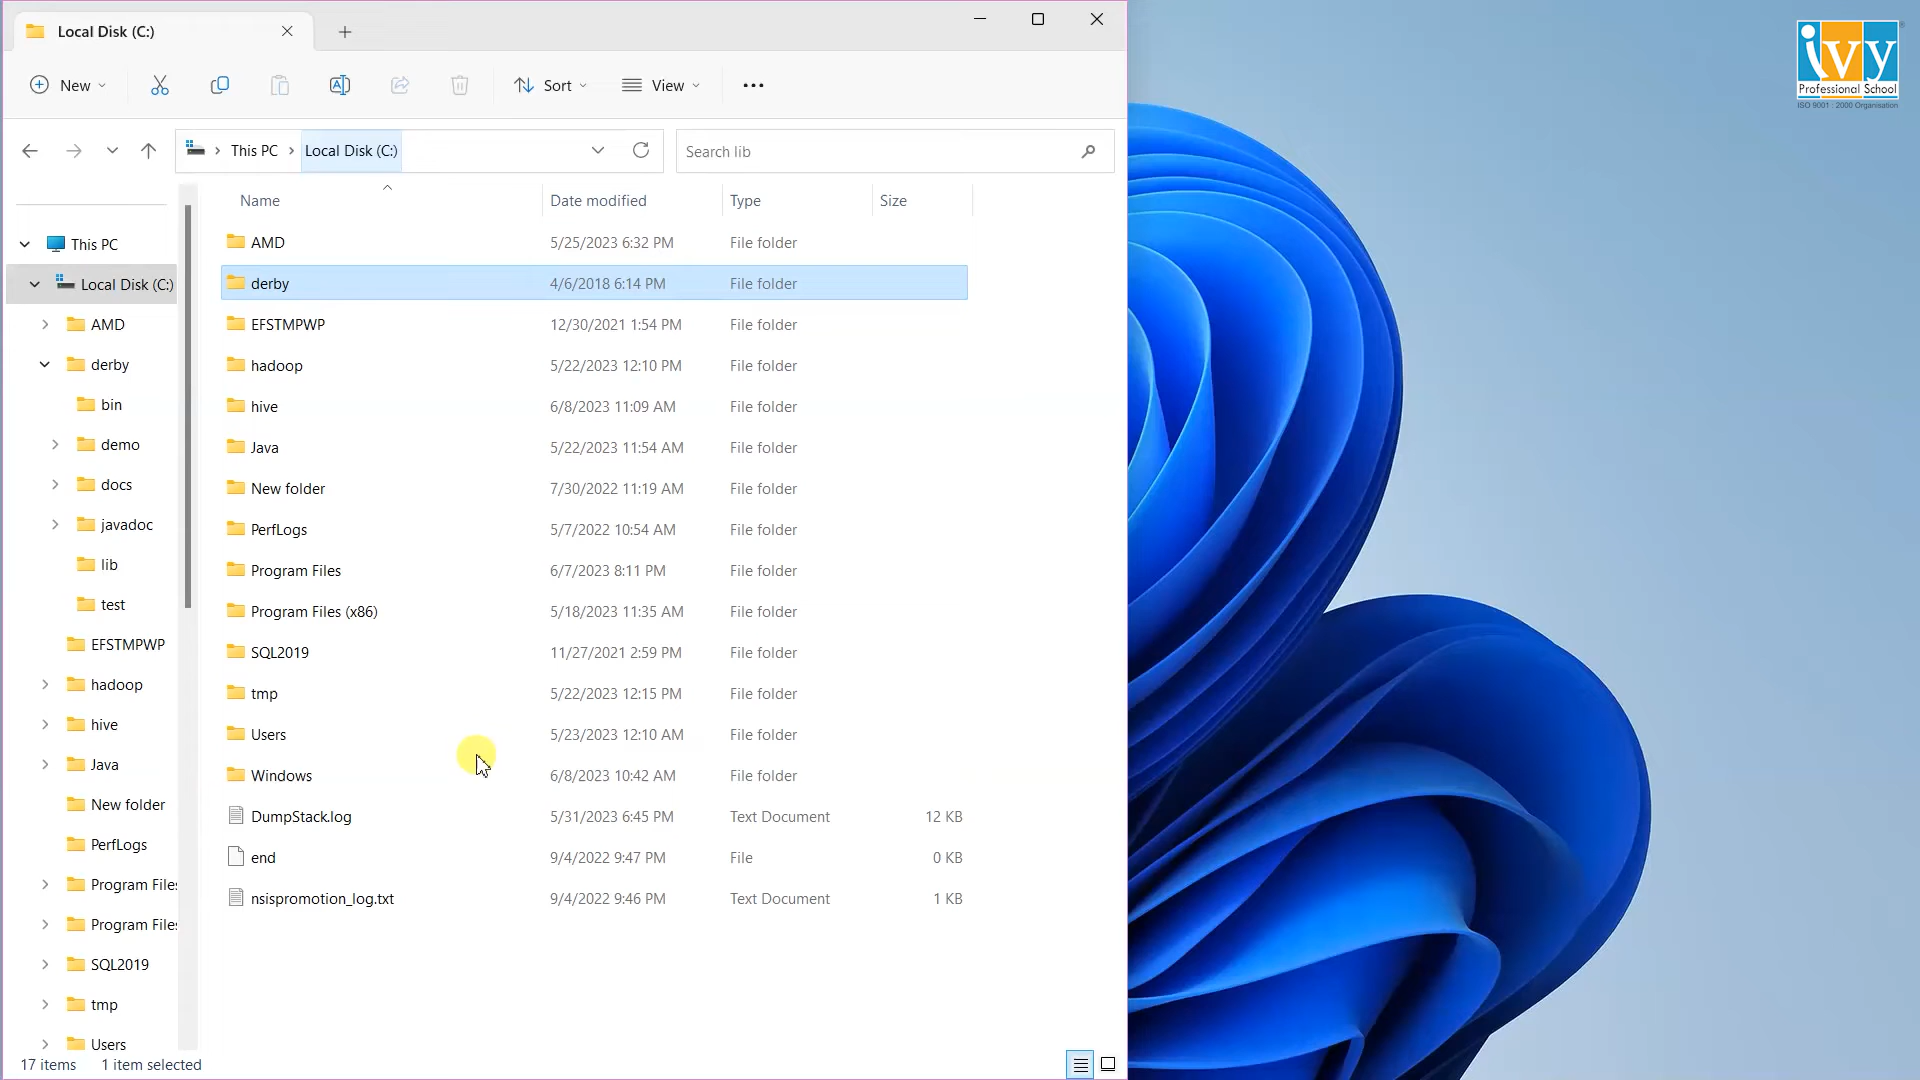 Local Disk (C:)
New
Sort
View
This PC
Local Disk (C:)
Search lib
Name Date modified Type Size
AMD 5/25/2023 6:32 PM File folder
derby 4/6/2018 6:14 PM File folder
EFSTMPWP 12/30/2021 1:54 PM File folder
hadoop 5/22/2023 12:10 PM File folder
hive 6/8/2023 11:09 AM File folder
Java 5/22/2023 11:54 AM File folder
New folder 7/30/2022 11:19 AM File folder
PerfLogs 5/7/2022 10:54 AM File folder
Program Files 6/7/2023 8:11 PM File folder
Program Files (x86) 5/18/2023 11:35 AM File folder
SQL2019 11/27/2021 2:59 PM File folder
tmp 5/22/2023 12:15 PM File folder
Users 5/23/2023 12:10 AM File folder
Windows 6/8/2023 10:42 AM File folder
DumpStack.log 5/31/2023 6:45 PM Text Document 12 KB
end 9/4/2022 9:47 PM File 0 KB
nsispromotion_log.txt 9/4/2022 9:46 PM Text Document 1 KB
This PC
Local Disk (C:)
AMD
derby
bin
demo
docs
javadoc
lib
test
EFSTMPWP
hadoop
hive
Java
New folder
PerfLogs
Program Files
Program Files
SQL2019
tmp
Users
17 items 1 item selected
ivy
Professional School
ISO 9001 : 2000 Organisation